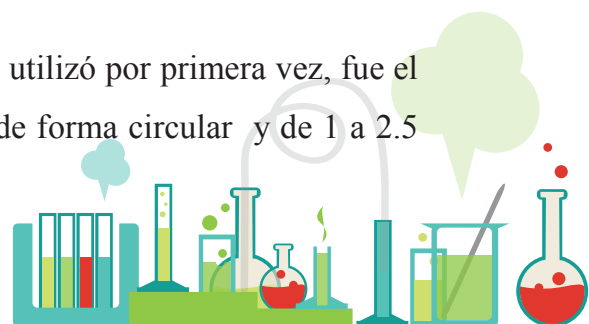 utilizó por primera vez, fue el
de forma circular y de 1 a 2.5